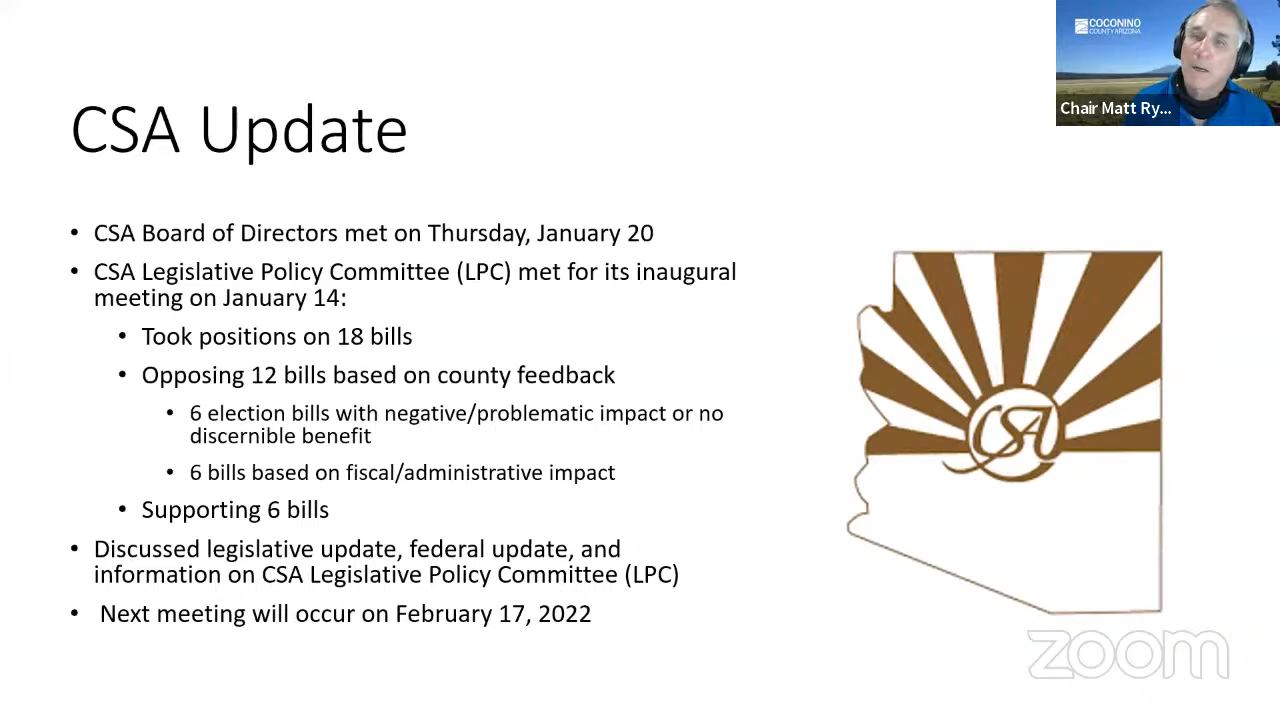 COCONINO
COUNTY ARIZONA
Chair Matt Ry...
CSA Update
• CSA Board of Directors met on Thursday, January 20
• CSA Legislative Policy Committee (LPC) met for its inaugural
meeting on January 14:
• Took positions on 18 bills
• Opposing 12 bills based on county feedback
• 6 election bills with negative/problematic impact or no
discernible benefit
• 6 bills based on fiscal/administrative impact
• Supporting 6 bills
• Discussed legislative update, federal update, and
information on CSA Legislative Policy Committee (LPC)
• Next meeting will occur on February 17, 2022
CSA
zoom